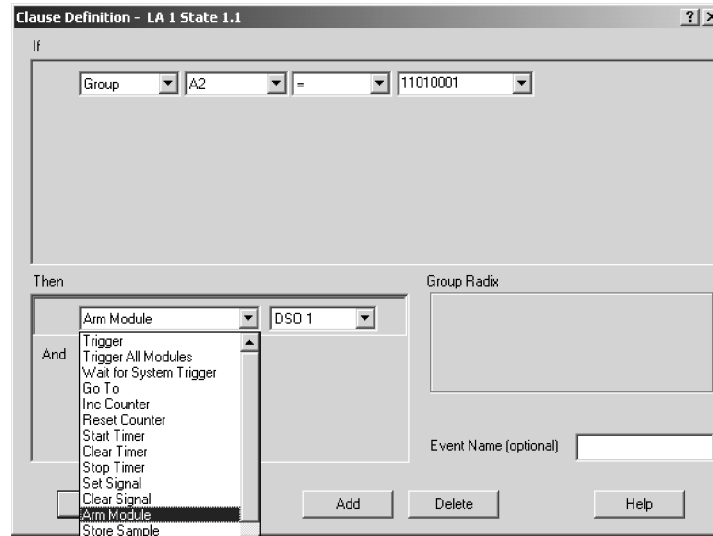 Clause Definition - LA 1 State 1.1
If
Group A2 = 11010001
Then
Group Radix
Arm Module DSO 1
And
Trigger
Trigger All Modules
Wait for System Trigger
Go To
Inc Counter
Reset Counter
Start Timer
Clear Timer
Stop Timer
Set Signal
Clear Signal
Arm Module
Store Sample
Event Name (optional)
Add Delete Help